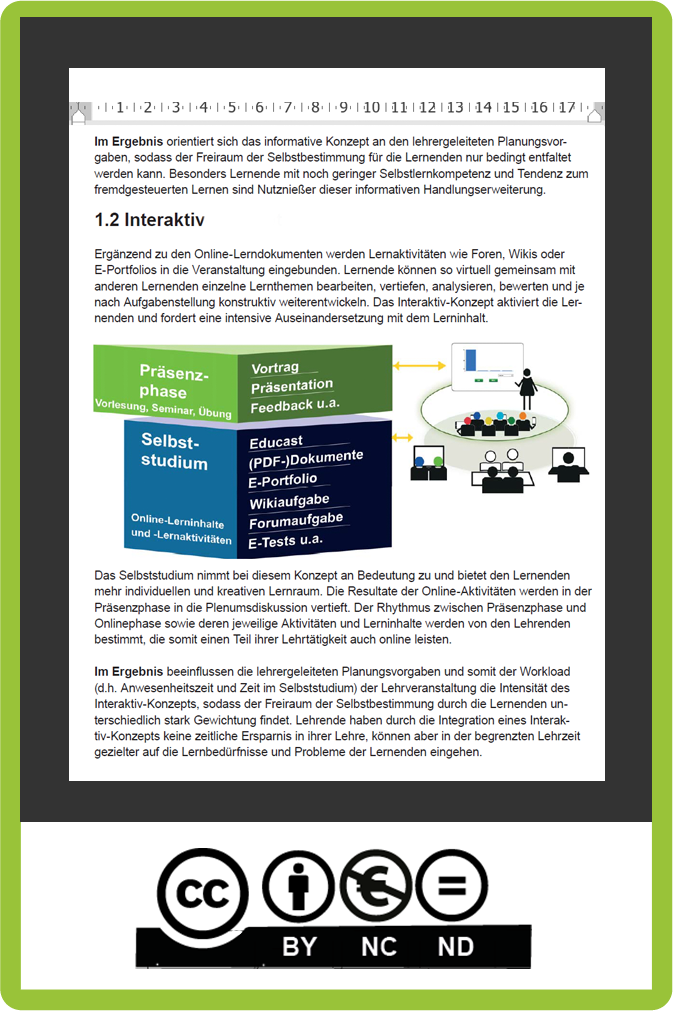 1 2 3 4 5 6 7 8 9 10 11 12 13 14 15 16 17
Im Ergebnis orientiert sich das informative Konzept an den lehrergeleiteten Planungsvor-
gaben, sodass der Freiraum der Selbstbestimmung für die Lernenden nur bedingt entfaltet
werden kann. Besonders Lernende mit noch geringer Selbstlernkompetenz und Tendenz zum
fremdgesteuerten Lernen sind Nutznießer dieser informativen Handlungserweiterung.
1.2 Interaktiv
Ergänzend zu den Online-Lerndokumenten werden Lernaktivitäten wie Foren, Wikis oder
E-Portfolios in die Veranstaltung eingebunden. Lernende können so virtuell gemeinsam mit
anderen Lernenden einzelne Lernthemen bearbeiten, vertiefen, analysieren, bewerten und je
nach Aufgabenstellung konstruktiv weiterentwickeln. Das Interaktiv-Konzept aktiviert die Ler-
nenden und fordert eine intensive Auseinandersetzung mit dem Lerninhalt.
Präsenz-
phase
Vorlesung, Seminar, Übung
Vortrag
Präsentation
Feedback u.a.
Selbst-
studium
Online-Lerninhalte
und -Lernaktivitäten
Educast
(PDF-)Dokumente
E-Portfolio
Wikiaufgabe
Forumaufgabe
E-Tests u.a.
Das Selbststudium nimmt bei diesem Konzept an Bedeutung zu und bietet den Lernenden
mehr individuellen und kreativen Lernraum. Die Resultate der Online-Aktivitäten werden in der
Präsenzphase in die Plenumsdiskussion vertieft. Der Rhythmus zwischen Präsenzphase und
Onlinephase sowie deren jeweilige Aktivitäten und Lerninhalte werden von den Lehrenden
bestimmt, die somit einen Teil ihrer Lehrtätigkeit auch online leisten.
Im Ergebnis beeinflussen die lehrergeleiteten Planungsvorgaben und somit der Workload
(d.h. Anwesenheitszeit und Zeit im Selbststudium) der Lehrveranstaltung die Intensität des
Interaktiv-Konzepts, sodass der Freiraum der Selbstbestimmung durch die Lernenden un-
terschiedlich stark Gewichtung findet. Lehrende haben durch die Integration eines Interak-
tiv-Konzepts keine zeitliche Ersparnis in ihrer Lehre, können aber in der begrenzten Lehrzeit
gezielter auf die Lernbedürfnisse und Probleme der Lernenden eingehen.
cc
BY NC ND